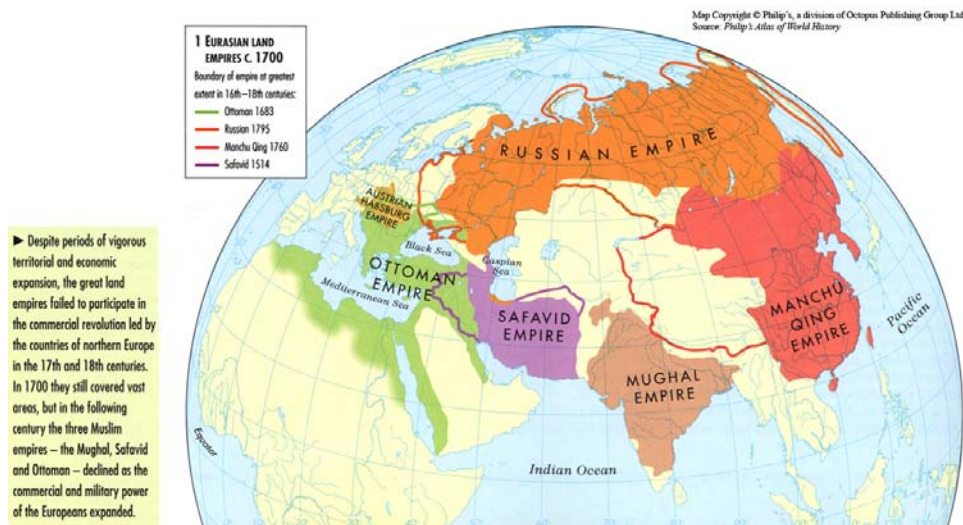 Map Copyright © Philip's, a division of Octopus Publishing Group Ltd
Source: Philip's Atlas of World History
1 EURASIAN LAND
EMPIRES C. 1700
Boundary of empire at greatest
extent in 16th–18th centuries:
Ottoman 1683
Russian 1795
Manchu Qing 1760
Safavid 1514
RUSSIAN EMPIRE
AUSTRIAN
HABSBURG
EMPIRE
Black Sea
Caspian
Sea
OTTOMAN
EMPIRE
Mediterranean Sea
SAFAVID
EMPIRE
MANCHU
QING
EMPIRE
Pacific
Ocean
MUGHAL
EMPIRE
Equator
Indian Ocean
► Despite periods of vigorous
territorial and economic
expansion, the great land
empires failed to participate in
the commercial revolution led by
the countries of northern Europe
in the 17th and 18th centuries.
In 1700 they still covered vast
areas, but in the following
century the three Muslim
empires – the Mughal, Safavid
and Ottoman – declined as the
commercial and military power
of the Europeans expanded.